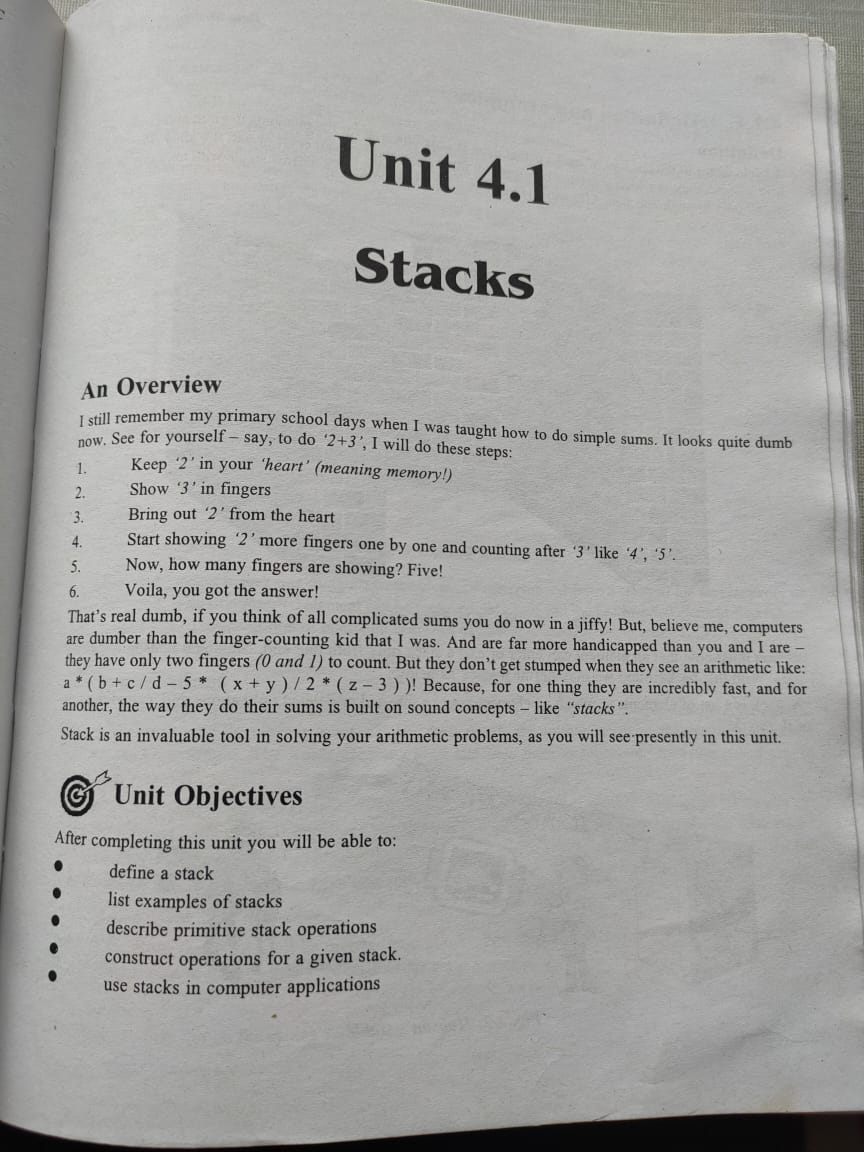 Unit 4.1
Stacks
An Overview
I still remember my primary school days when I was taught how to do simple sums. It looks quite dumb
now. See for yourself – say, to do ‘2+3’, I will do these steps:
1. Keep ‘2’ in your ‘heart’ (meaning memory!)
2. Show ‘3’ in fingers
3. Bring out ‘2’ from the heart
4. Start showing ‘2’ more fingers one by one and counting after ‘3’ like ‘4’, ‘5’.
5. Now, how many fingers are showing? Five!
6. Voila, you got the answer!
That’s real dumb, if you think of all complicated sums you do now in a jiffy! But, believe me, computers
are dumber than the finger-counting kid that I was. And are far more handicapped than you and I are –
they have only two fingers (0 and 1) to count. But they don’t get stumped when they see an arithmetic like:
a * ( b + c / d – 5 * ( x + y ) / 2 * ( z – 3 ) )! Because, for one thing they are incredibly fast, and for
another, the way they do their sums is built on sound concepts – like “stacks”.
Stack is an invaluable tool in solving your arithmetic problems, as you will see presently in this unit.
Unit Objectives
After completing this unit you will be able to:
• define a stack
• list examples of stacks
• describe primitive stack operations
• construct operations for a given stack.
• use stacks in computer applications